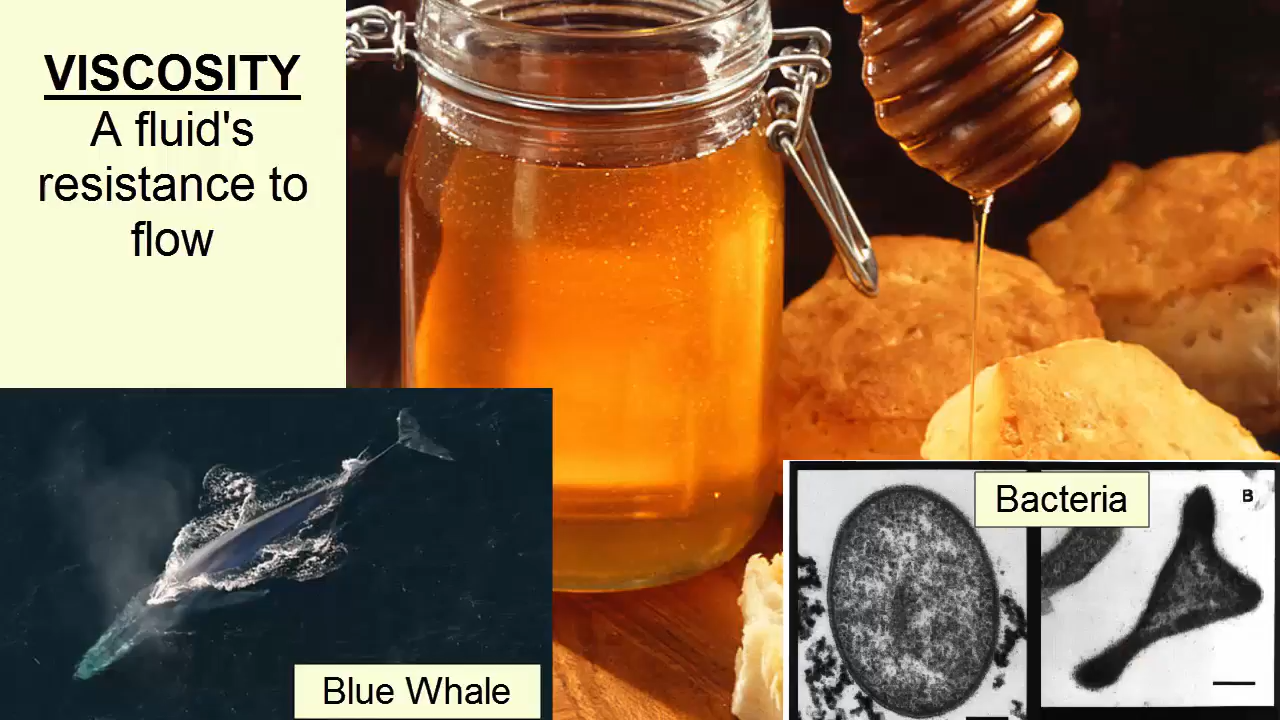 VISCOSITY
A fluid's
resistance to
flow
Blue Whale
Bacteria
B